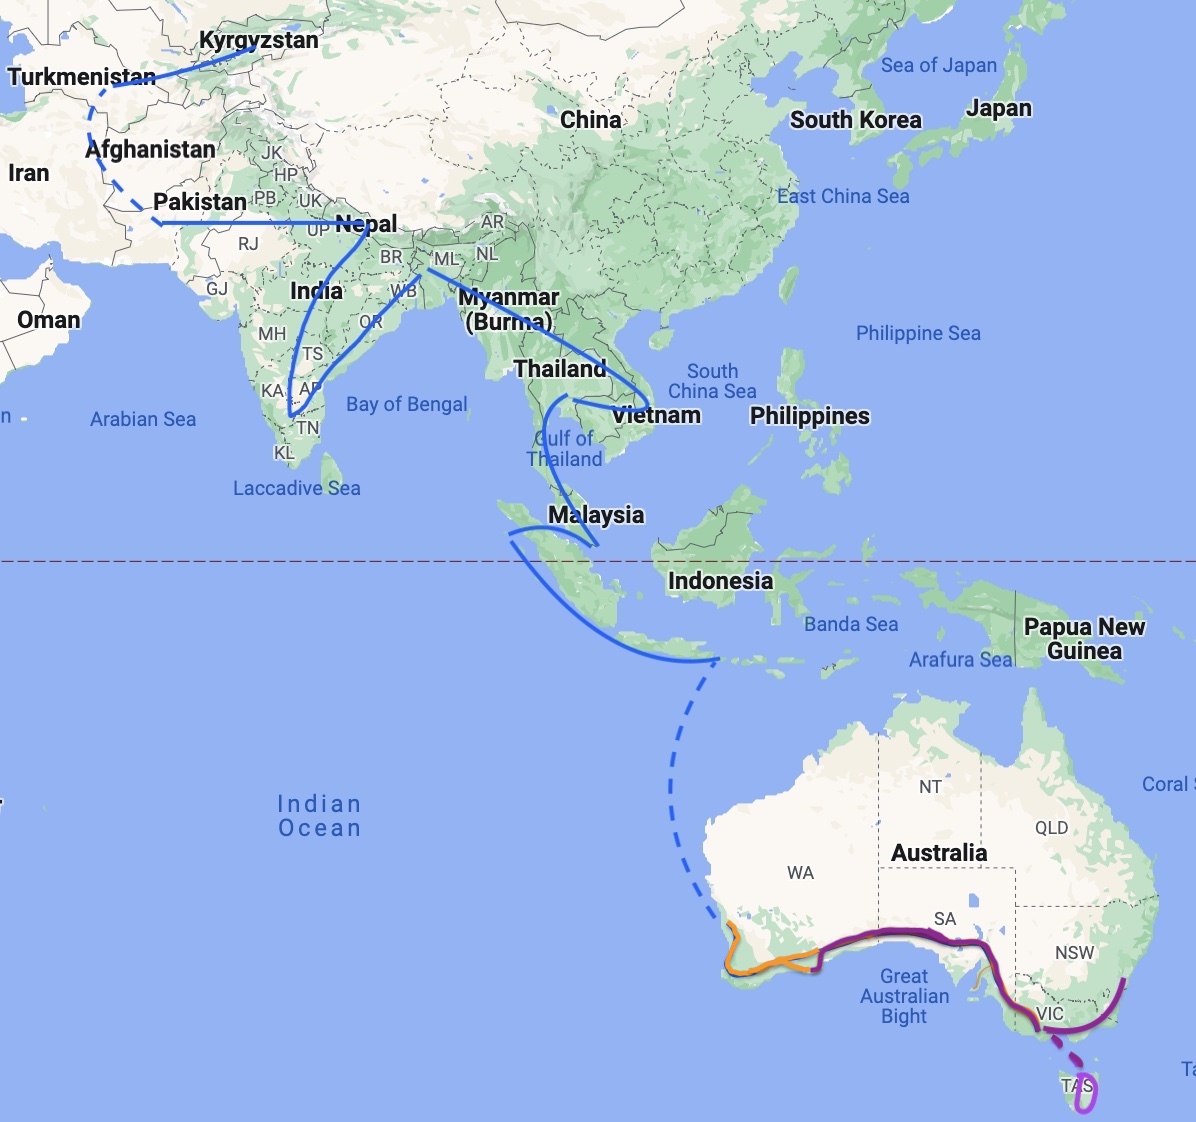 Kyrgyzstan
Turkmenistan
Sea of Japan
China
South Korea
Japan
Afghanistan
JK
Iran
HP
Pakistan
PB
UK
East China Sea
Nepal
UP
AR
RJ
BR
ML
NL
GJ
India
WB
Myanmar
(Burma)
Oman
OR
MH
Philippine Sea
TS
Thailand
South
China Sea
KA
AP
Arabian Sea
Bay of Bengal
Vietnam
Philippines
n
TN
Gulf of
Thailand
KL
Laccadive Sea
Malaysia
Indonesia
Banda Sea
Papua New
Guinea
Arafura Sea
Indian
Ocean
NT
Coral S
QLD
Australia
WA
SA
NSW
Great
Australian
Bight
VIC
Ta
TAS